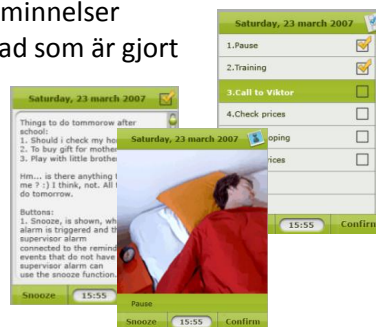 minnelser
ad som är gjort
Saturday, 23 march 2007
1.Pause
2.Training
3.Call to Viktor
4.Check prices
oping
rices
15:55 Confirm
Saturday, 23 march 2007
Things to do tommorow after
school:
1. Should i check my
2. To buy gift for mother
3. Play with little brothe
Hm... is there anything
me ? :) I think, not. All
do tomorrow.
Buttons:
1. Snooze, is shown, wh
alarm is triggered and th
supervisor alarm
connected to the remind
events that do not have
supervisor alarm can
use the snooze function.
Snooze 15:55
Saturday, 23 march 2007
Pause
Snooze 15:55 Confirm